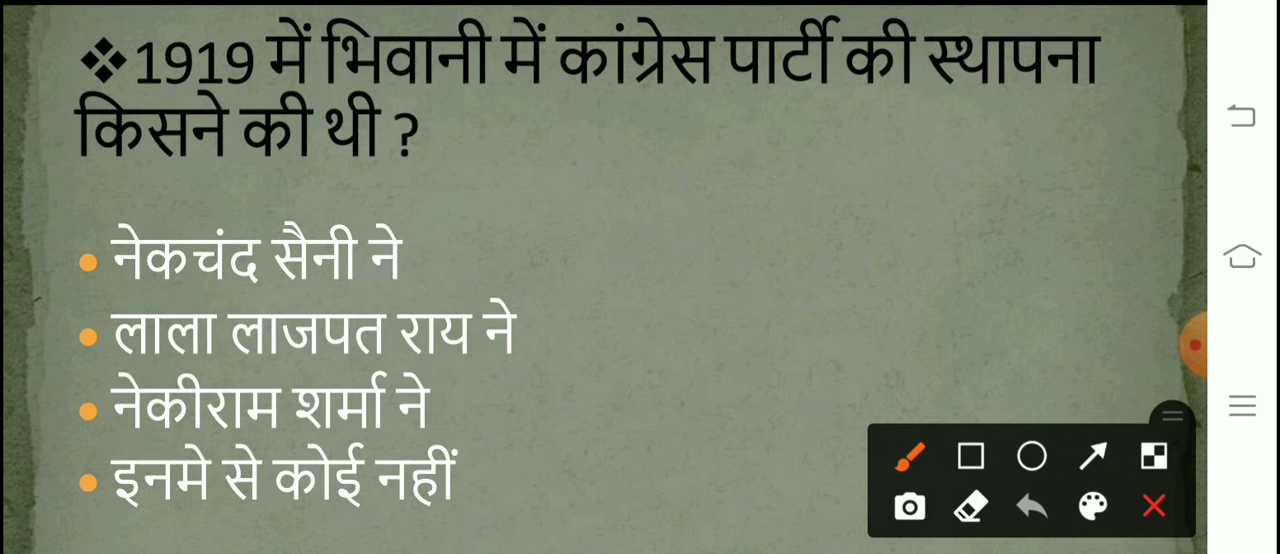 ❖1919 में भिवानी में कांग्रेस पार्टी की स्थापना
किसने की थी ?
• नेकचंद सैनी ने
• लाला लाजपत राय ने
• नेकीराम शर्मा ने
• इनमे से कोई नहीं